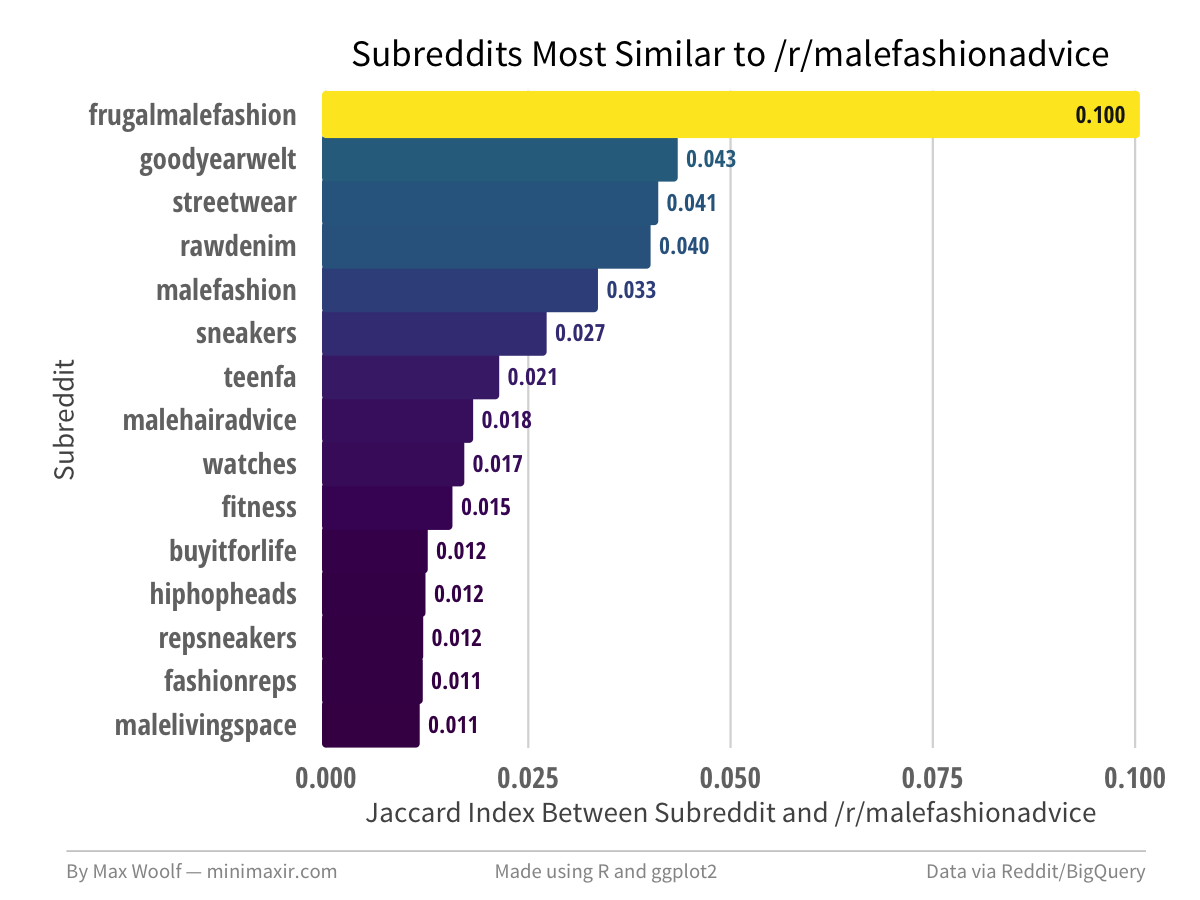 Subreddits Most Similar to /r/malefashionadvice
frugalmalefashion 0.100
goodyearwelt 0.043
streetwear 0.041
rawdenim 0.040
malefashion 0.033
sneakers 0.027
teenfa 0.021
malehairadvice 0.018
watches 0.017
fitness 0.015
buyitforlife 0.012
hiphopheads 0.012
repsneakers 0.012
fashionreps 0.011
malelivingspace 0.011
Subreddit
0.000 0.025 0.050 0.075 0.100
Jaccard Index Between Subreddit and /r/malefashionadvice
By Max Woolf — minimaxir.com Made using R and ggplot2 Data via Reddit/BigQuery